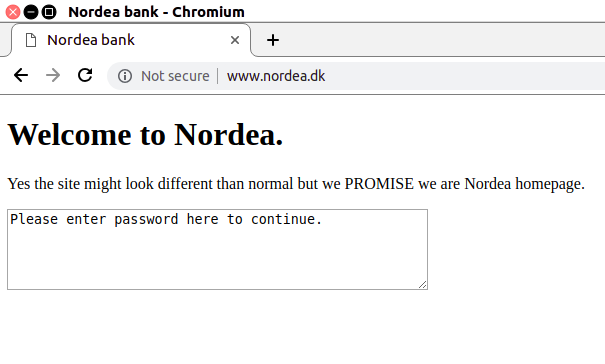 Nordea bank - Chromium
Nordea bank
Not secure www.nordea.dk
Welcome to Nordea.
Yes the site might look different than normal but we PROMISE we are Nordea homepage.
Please enter password here to continue.